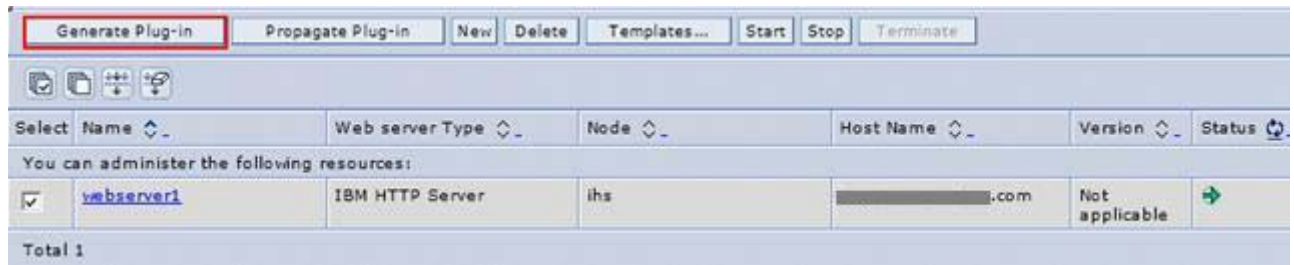 Generate Plug-in Propagate Plug-in New Delete Templates... Start Stop Terminate
Select Name Web server Type Node Host Name Version Status
You can administer the following resources:
webserver1 IBM HTTP Server ihs .com Not applicable
Total 1